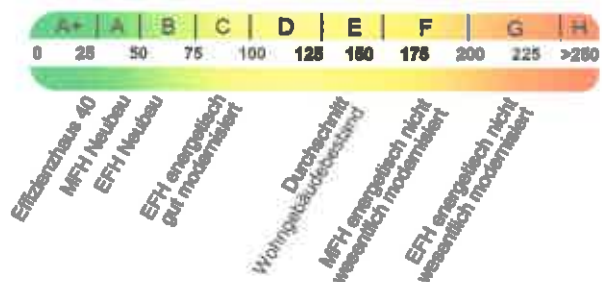 A+ A B C D E F G H
0 25 50 75 100 125 150 175 200 225 >250
Effizienzhaus 40
MFH Neubau
EFH Neubau
EFH energetisch
gut modernisiert
Durchschnitt
Wohngebäudebestand
MFH energetisch nicht
wesentlich modernisiert
EFH energetisch nicht
wesentlich modernisiert